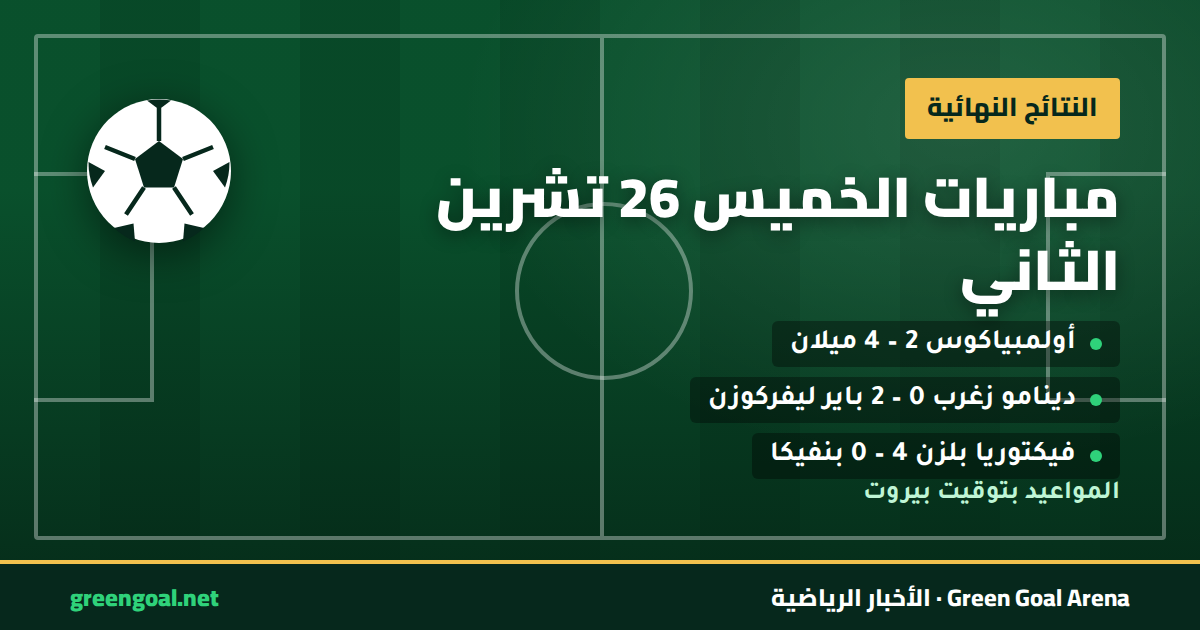 النتائج النهائية
مباريات الخميس 26 تشرين
الثاني
أولمبياكوس 2 - 4 ميلان
دينامو زغرب 0 - 2 باير ليفركوزن
فيكتوريا بلزن 4 - 0 بنفيكا
المواعيد بتوقيت بيروت
Green Goal Arena · الأخبار الرياضية
greengoal.net